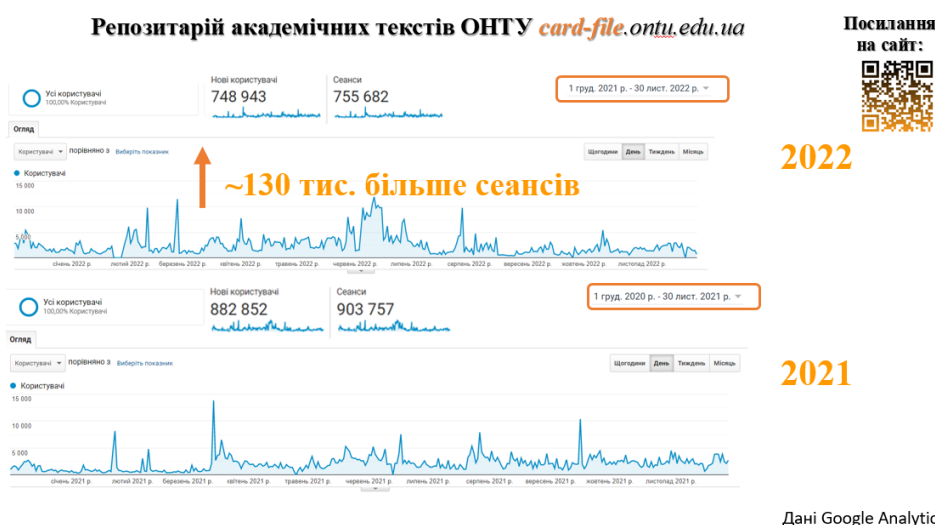 Репозитарій академічних текстів ОНТУ card-file.ontu.edu.ua
Посилання
на сайт:
Усі користувачі
100,00% Користувачі
Нові користувачі
748 943
Сеанси
755 682
1 груд. 2021 р. - 30 лист. 2022 р.
Огляд
Користувачі порівняно з Виберіть показник
Щогодини День Тиждень Місяць
2022
Користувачі
~130 тис. більше сеансів
15 000
10 000
5 000
січень 2022 р. лютий 2022 р. березень 2022 р. квітень 2022 р. травень 2022 р. червень 2022 р. липень 2022 р. серпень 2022 р. вересень 2022 р. жовтень 2022 р. листопад 2022 р.
Усі користувачі
100,00% Користувачі
Нові користувачі
882 852
Сеанси
903 757
1 груд. 2020 р. - 30 лист. 2021 р.
Огляд
Користувачі порівняно з Виберіть показник
Щогодини День Тиждень Місяць
2021
Користувачі
15 000
10 000
5 000
січень 2021 р. лютий 2021 р. березень 2021 р. квітень 2021 р. травень 2021 р. червень 2021 р. липень 2021 р. серпень 2021 р. вересень 2021 р. жовтень 2021 р. листопад 2021 р.
Дані Google Analytic